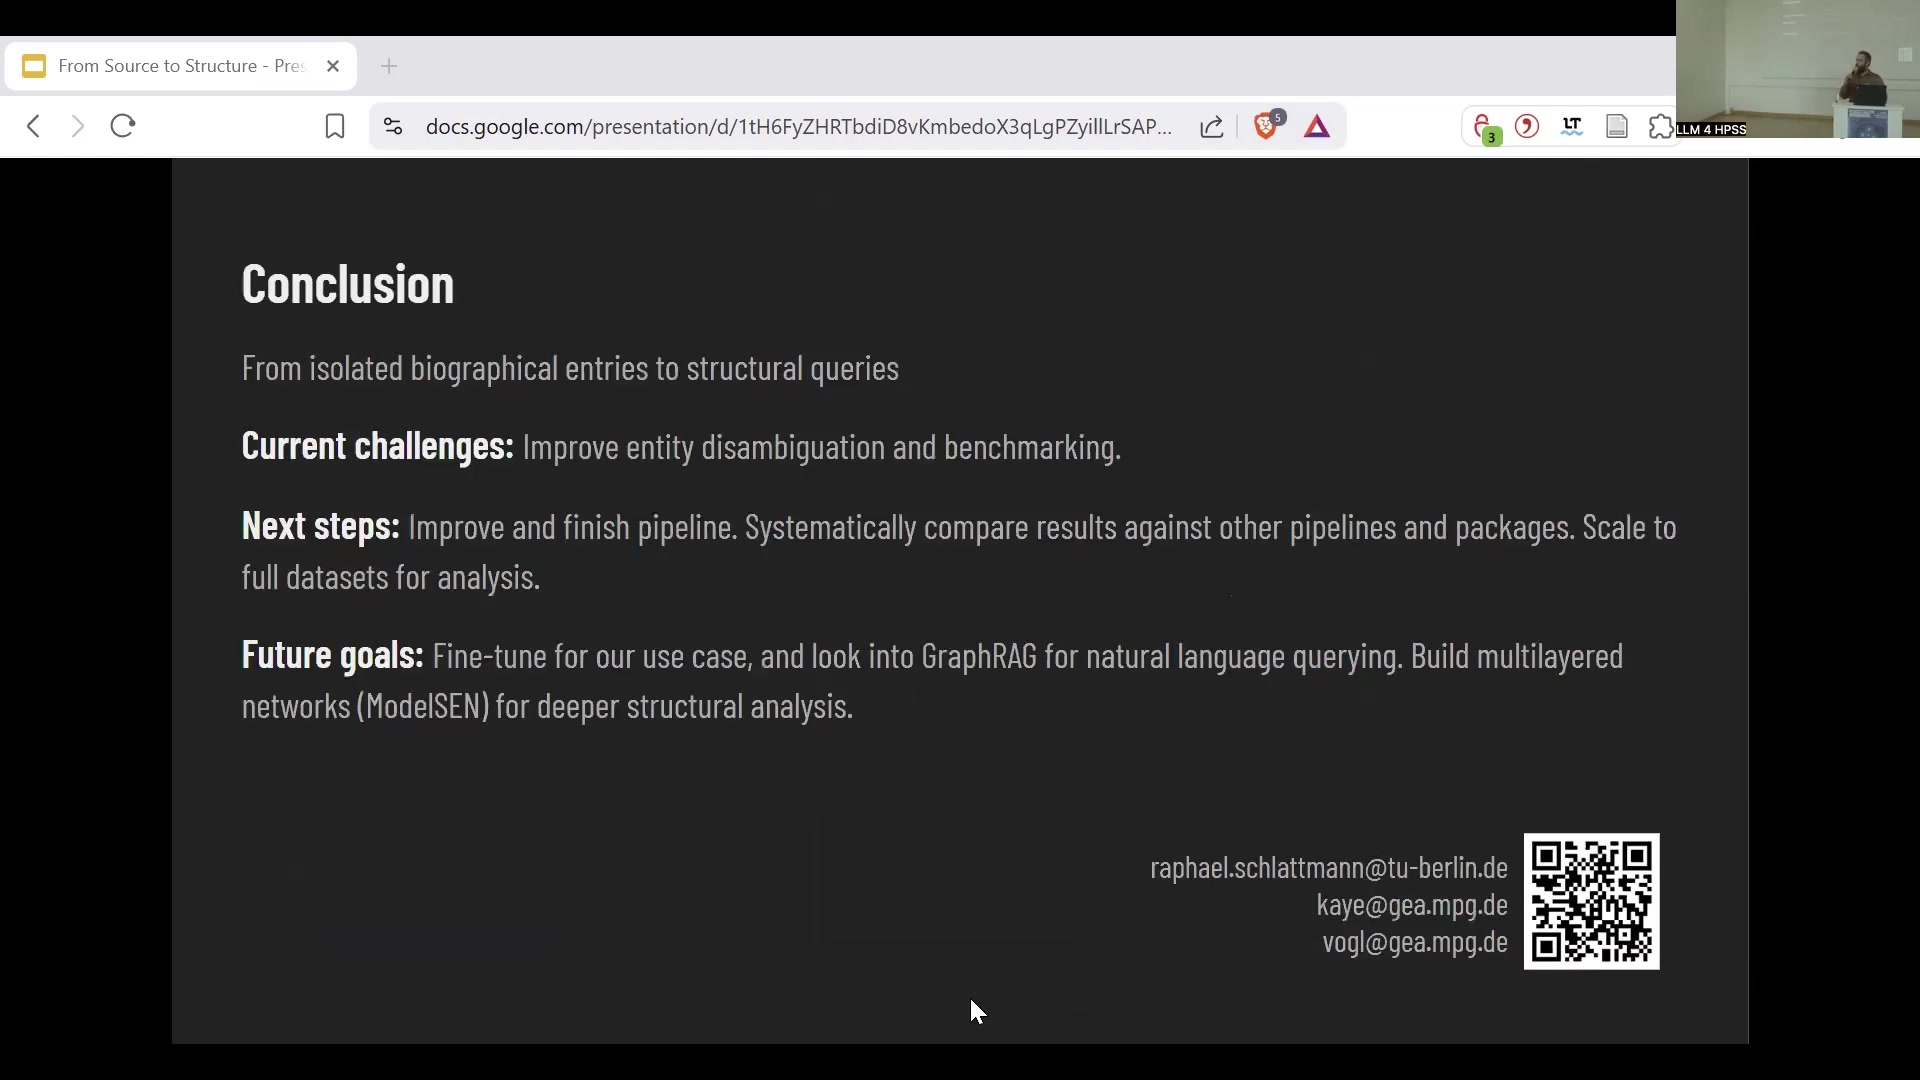 From Source to Structure - Pres
docs.google.com/presentation/d/1tH6FyZHRTbdiD8vKmbedoX3qLgPZyillLrSAP...
5
3
LT
LLM 4 HPSS
Conclusion
From isolated biographical entries to structural queries
Current challenges: Improve entity disambiguation and benchmarking.
Next steps: Improve and finish pipeline. Systematically compare results against other pipelines and packages. Scale to
full datasets for analysis.
Future goals: Fine-tune for our use case, and look into GraphRAG for natural language querying. Build multilayered
networks (ModelSEN) for deeper structural analysis.
raphael.schlattmann@tu-berlin.de
kaye@gea.mpg.de
vogl@gea.mpg.de